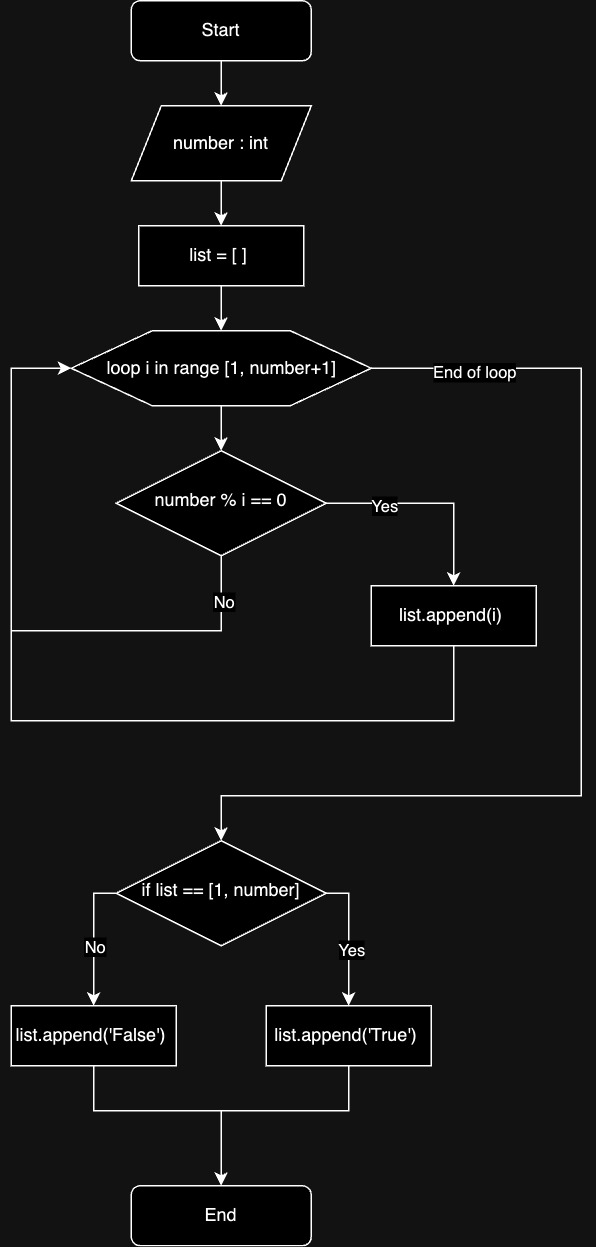 Start
number : int
list = [ ]
loop i in range [1, number+1]
End of loop
number % i == 0
Yes
No
list.append(i)
if list == [1, number]
No
Yes
list.append('False')
list.append('True')
End